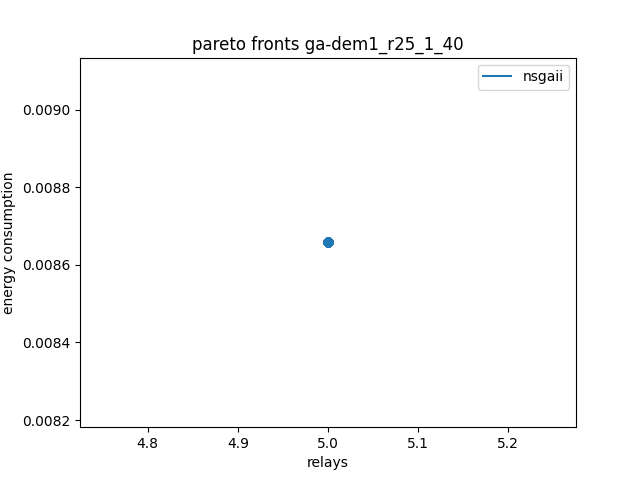 pareto fronts ga-dem1_r25_1_40
nsgaii
energy consumption
0.0090
0.0088
0.0086
0.0084
0.0082
4.8
4.9
5.0
5.1
5.2
relays